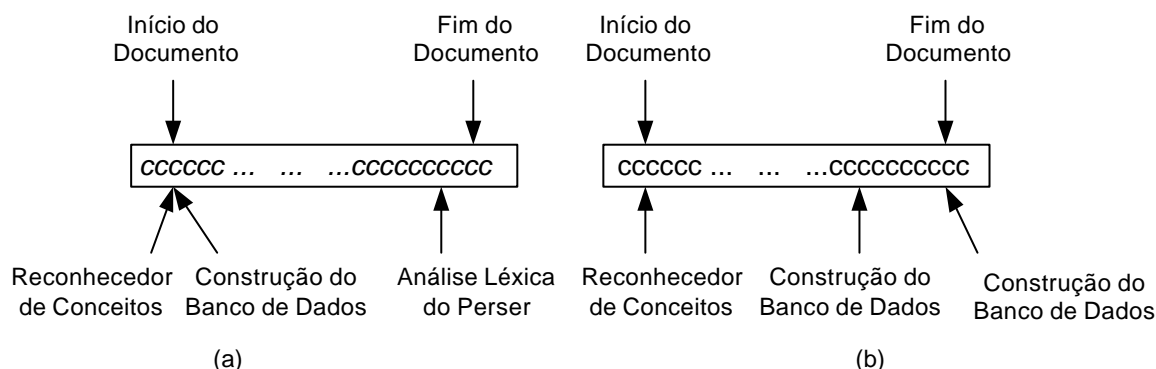 Início do
Documento
Fim do
Documento
cccccc ... ... ...cccccccccc
Reconhecedor
de Conceitos
Construção do
Banco de Dados
Análise Léxica
do Perser
(a)
Início do
Documento
Fim do
Documento
cccccc ... ... ...cccccccccc
Reconhecedor
de Conceitos
Construção do
Banco de Dados
Construção do
Banco de Dados
(b)